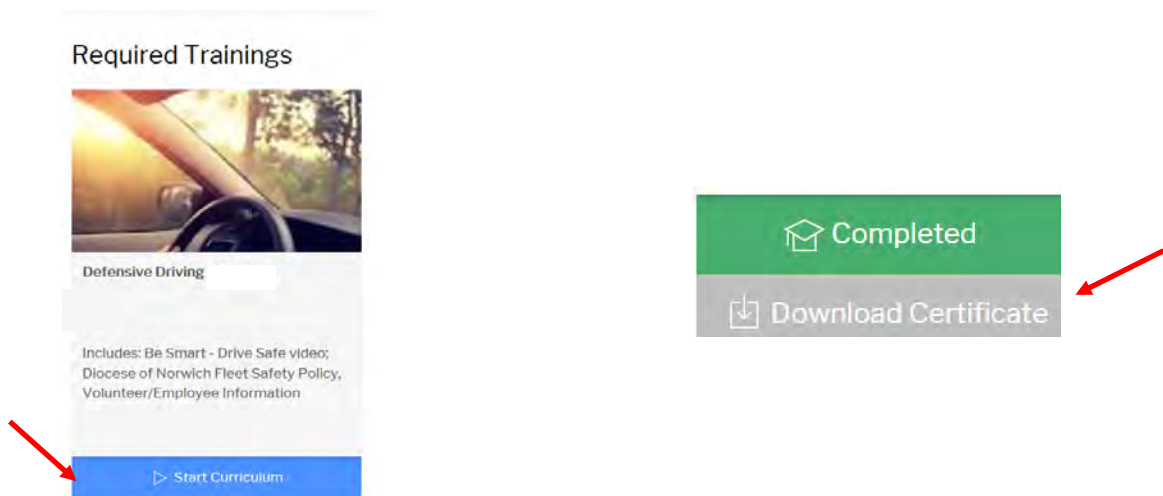 Required Trainings
Defensive Driving
Includes: Be Smart - Drive Safe video;
Diocese of Norwich Fleet Safety Policy,
Volunteer/Employee Information
Start Curriculum
Completed
Download Certificate